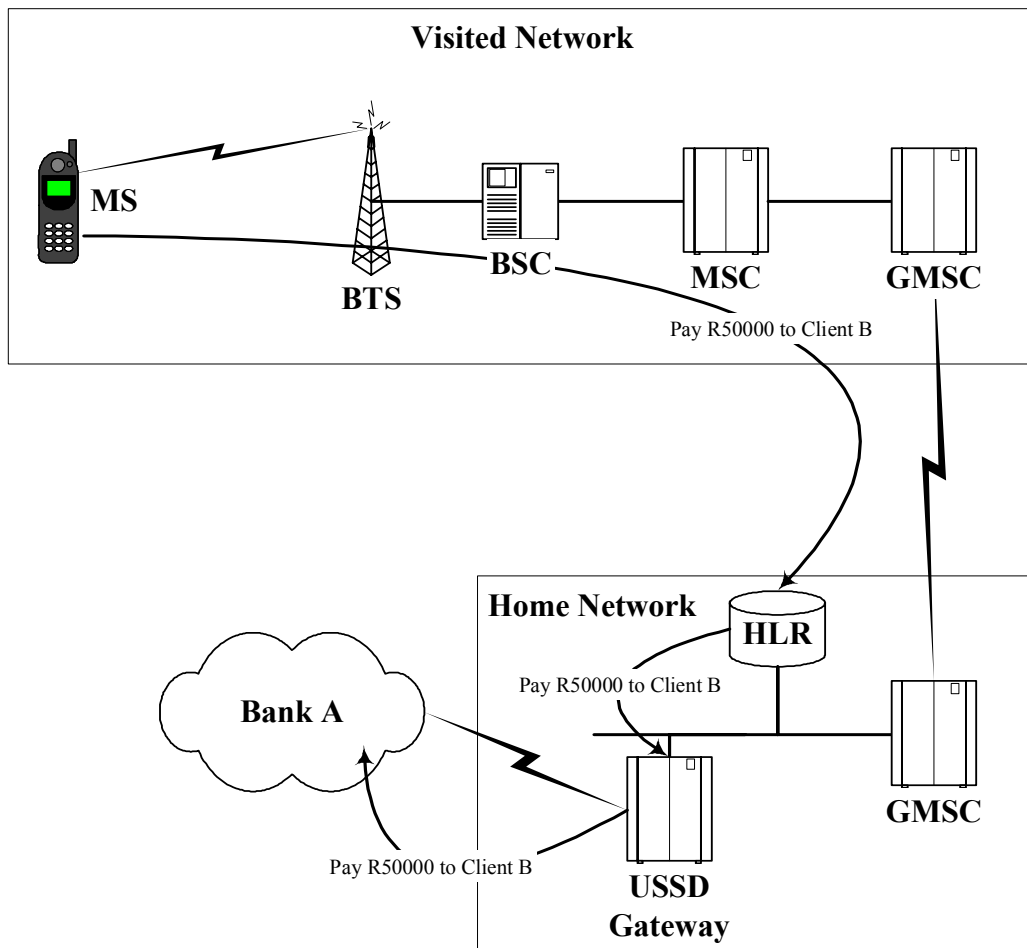 Visited Network
MS
BTS
BSC
MSC
GMSC
Pay R50000 to Client B
Home Network
HLR
Pay R50000 to Client B
Bank A
GMSC
Pay R50000 to Client B
USSD
Gateway